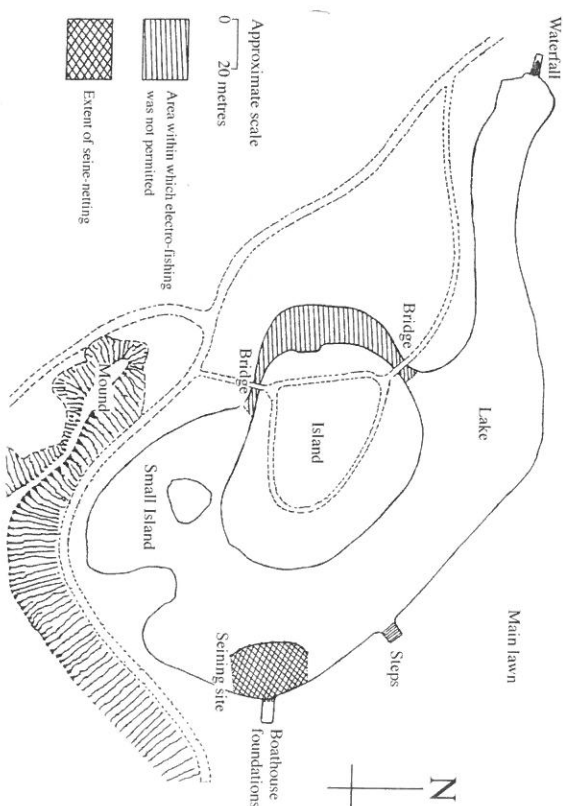 Waterfall
Approximate scale
0
20 metres
Area within which electro-fishing
was not permitted
Extent of seine-netting
Bridge
Bridge
Lake
Island
Small Island
Mound
Main lawn
Steps
Seining site
Boathouse
foundations
N